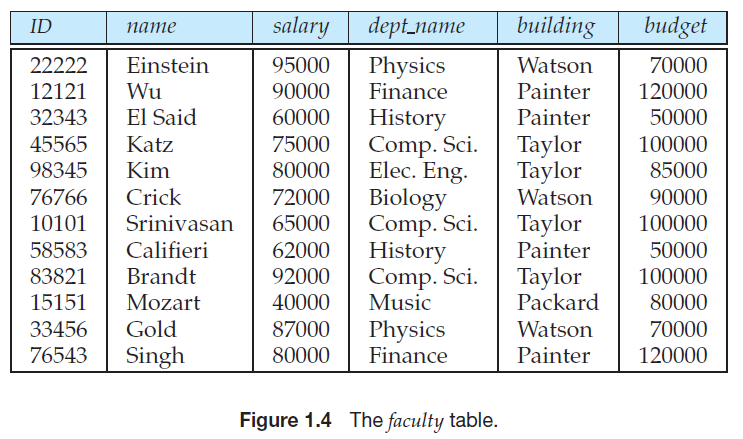 ID name salary dept_name building budget
22222 Einstein 95000 Physics Watson 70000
12121 Wu 90000 Finance Painter 120000
32343 El Said 60000 History Painter 50000
45565 Katz 75000 Comp. Sci. Taylor 100000
98345 Kim 80000 Elec. Eng. Taylor 85000
76766 Crick 72000 Biology Watson 90000
10101 Srinivasan 65000 Comp. Sci. Taylor 100000
58583 Califieri 62000 History Painter 50000
83821 Brandt 92000 Comp. Sci. Taylor 100000
15151 Mozart 40000 Music Packard 80000
33456 Gold 87000 Physics Watson 70000
76543 Singh 80000 Finance Painter 120000
Figure 1.4 The faculty table.